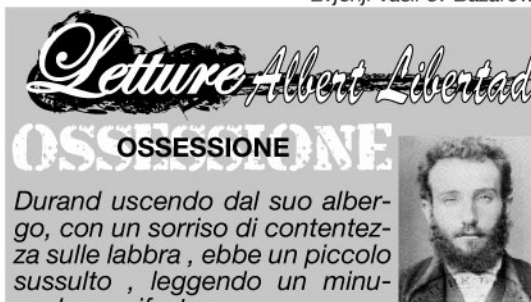 Letture Albert Libertad
OSSESSIONE
OSSESSIONE
Durand uscendo dal suo alber-
go, con un sorriso di contentez-
za sulle labbra , ebbe un piccolo
sussulto , leggendo un minu-